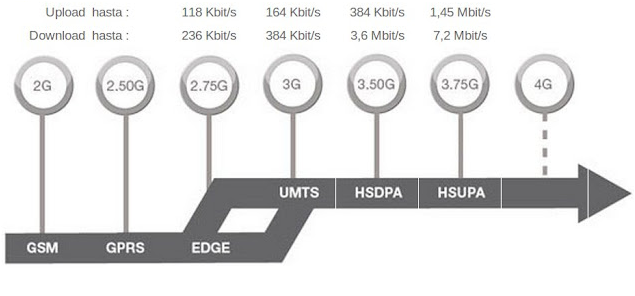 Upload hasta : 118 Kbit/s 164 Kbit/s 384 Kbit/s 1,45 Mbit/s
Download hasta : 236 Kbit/s 384 Kbit/s 3,6 Mbit/s 7,2 Mbit/s
2G 2.50G 2.75G 3G 3.50G 3.75G 4G
UMTS HSDPA HSUPA
GSM GPRS EDGE